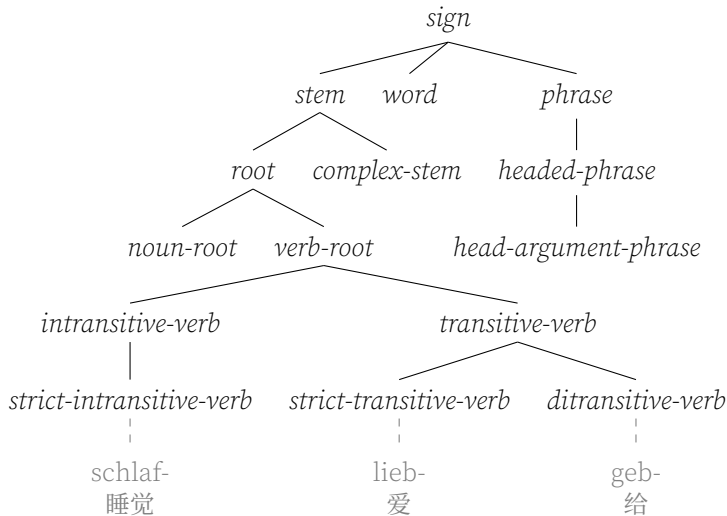 sign
stem word phrase
root complex-stem headed-phrase
noun-root verb-root head-argument-phrase
intransitive-verb transitive-verb
strict-intransitive-verb strict-transitive-verb ditransitive-verb
schlaf- lieb- geb-
睡觉 爱 给